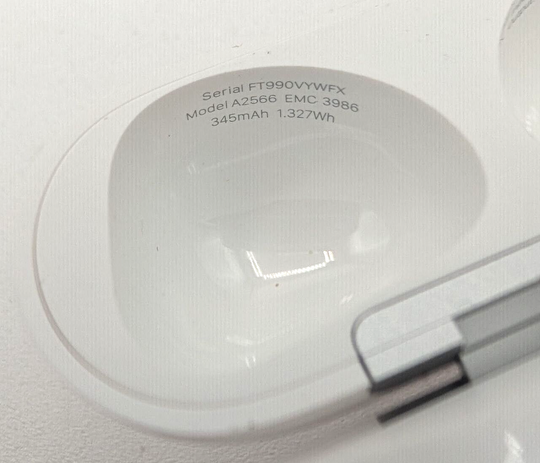 Serial FT990VYWFX
Model A2566 EMC 3986
345mAh 1.327Wh